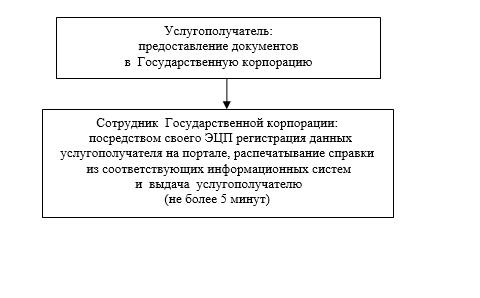 Услугополучатель:
предоставление документов
в Государственную корпорацию
Сотрудник Государственной корпорации:
посредством своего ЭЦП регистрация данных
услугополучателя на портале, распечатывание справки
из соответствующих информационных систем
и выдача услугополучателю
(не более 5 минут)